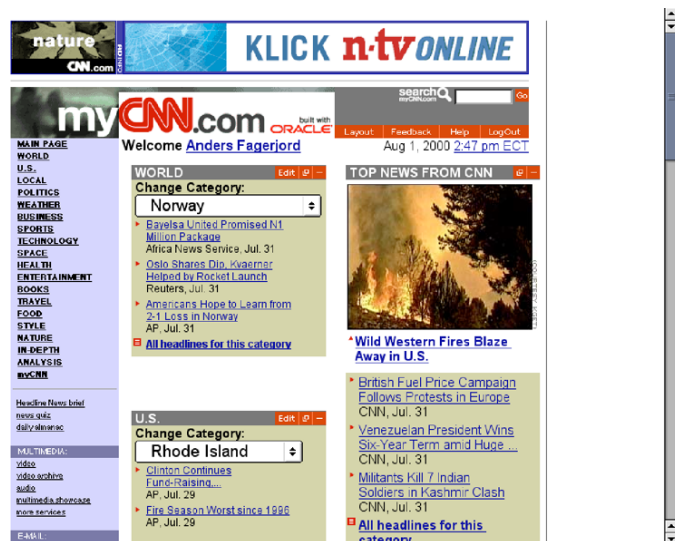 nature
CNN.com
KLICK n-tv ONLINE
myCNN.com
built with
ORACLE
search
myCNN.com
Go
Layout Feedback Help LogOut
Welcome Anders Fagerjord
Aug 1, 2000 2:47 pm ECT
MAIN PAGE
WORLD
U.S.
LOCAL
POLITICS
WEATHER
BUSINESS
SPORTS
TECHNOLOGY
SPACE
HEALTH
ENTERTAINMENT
BOOKS
TRAVEL
FOOD
STYLE
NATURE
IN-DEPTH
ANALYSIS
myCNN
Headline News brief
news quiz
daily almanac
MULTIMEDIA:
video
video archive
audio
multimedia showcase
more services
E-MAIL:
WORLD
Edit
Change Category:
Norway
Bayelsa United Promised N1
Million Package
Africa News Service, Jul. 31
Oslo Shares Dip, Kvaerner
Helped by Rocket Launch
Reuters, Jul. 31
Americans Hope to Learn from
2-1 Loss in Norway
AP, Jul. 31
All headlines for this category
U.S.
Edit
Change Category:
Rhode Island
Clinton Continues
Fund-Raising,...
AP, Jul. 29
Fire Season Worst since 1996
AP, Jul. 29
TOP NEWS FROM CNN
Wild Western Fires Blaze
Away in U.S.
British Fuel Price Campaign
Follows Protests in Europe
CNN, Jul. 31
Venezuelan President Wins
Six-Year Term amid Huge ...
CNN, Jul. 31
Militants Kill 7 Indian
Soldiers in Kashmir Clash
CNN, Jul. 31
All headlines for this
category